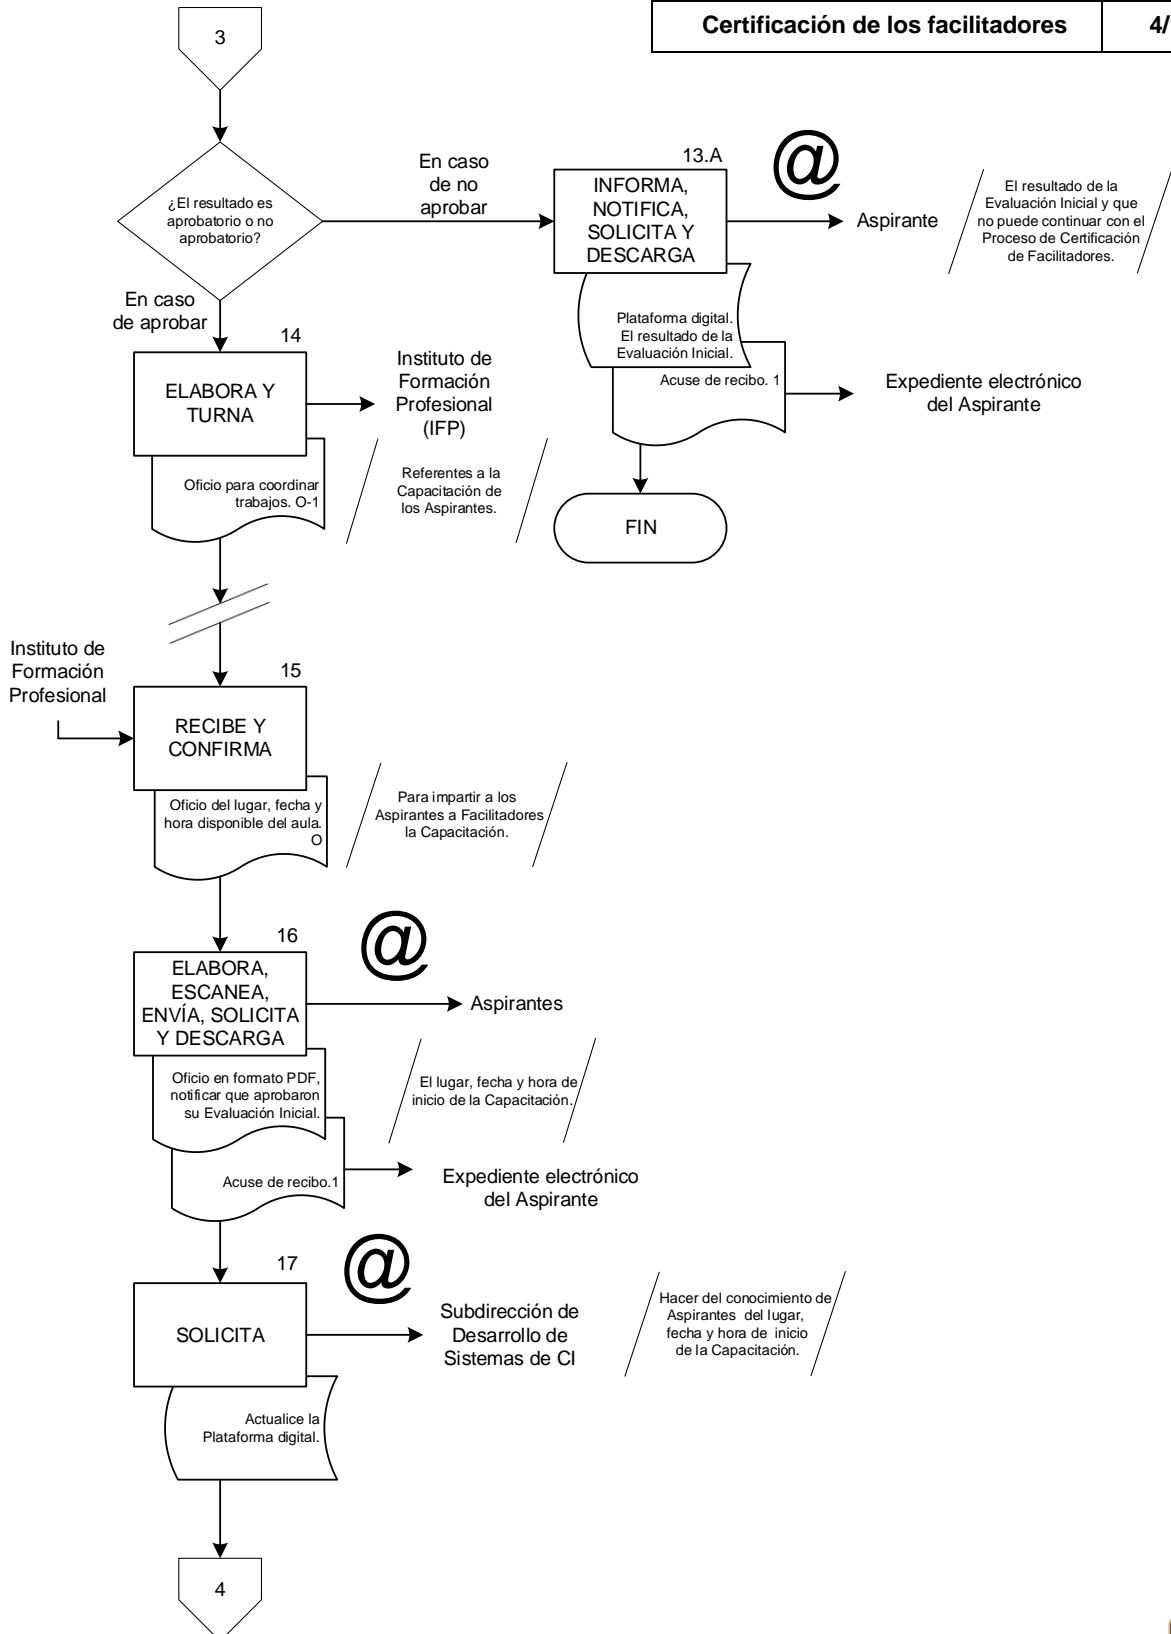 Certificación de los facilitadores
4/
3
¿El resultado es
aprobatorio o no
aprobatorio?
En caso
de no
aprobar
13.A
INFORMA,
NOTIFICA,
SOLICITA Y
DESCARGA
@
Aspirante
El resultado de la
Evaluación Inicial y que
no puede continuar con el
Proceso de Certificación
de Facilitadores.
Plataforma digital.
El resultado de la
Evaluación Inicial.
Acuse de recibo. 1
Expediente electrónico
del Aspirante
FIN
En caso
de aprobar
14
ELABORA Y
TURNA
Instituto de
Formación
Profesional
(IFP)
Oficio para coordinar
trabajos. O-1
Referentes a la
Capacitación de
los Aspirantes.
Instituto de
Formación
Profesional
15
RECIBE Y
CONFIRMA
Oficio del lugar, fecha y
hora disponible del aula.
O
Para impartir a los
Aspirantes a Facilitadores
la Capacitación.
16
ELABORA,
ESCANEA,
ENVÍA, SOLICITA
Y DESCARGA
@
Aspirantes
Oficio en formato PDF,
notificar que aprobaron
su Evaluación Inicial.
El lugar, fecha y hora de
inicio de la Capacitación.
Acuse de recibo.1
Expediente electrónico
del Aspirante
17
SOLICITA
@
Subdirección de
Desarrollo de
Sistemas de CI
Hacer del conocimiento de
Aspirantes del lugar,
fecha y hora de inicio
de la Capacitación.
Actualice la
Plataforma digital.
4